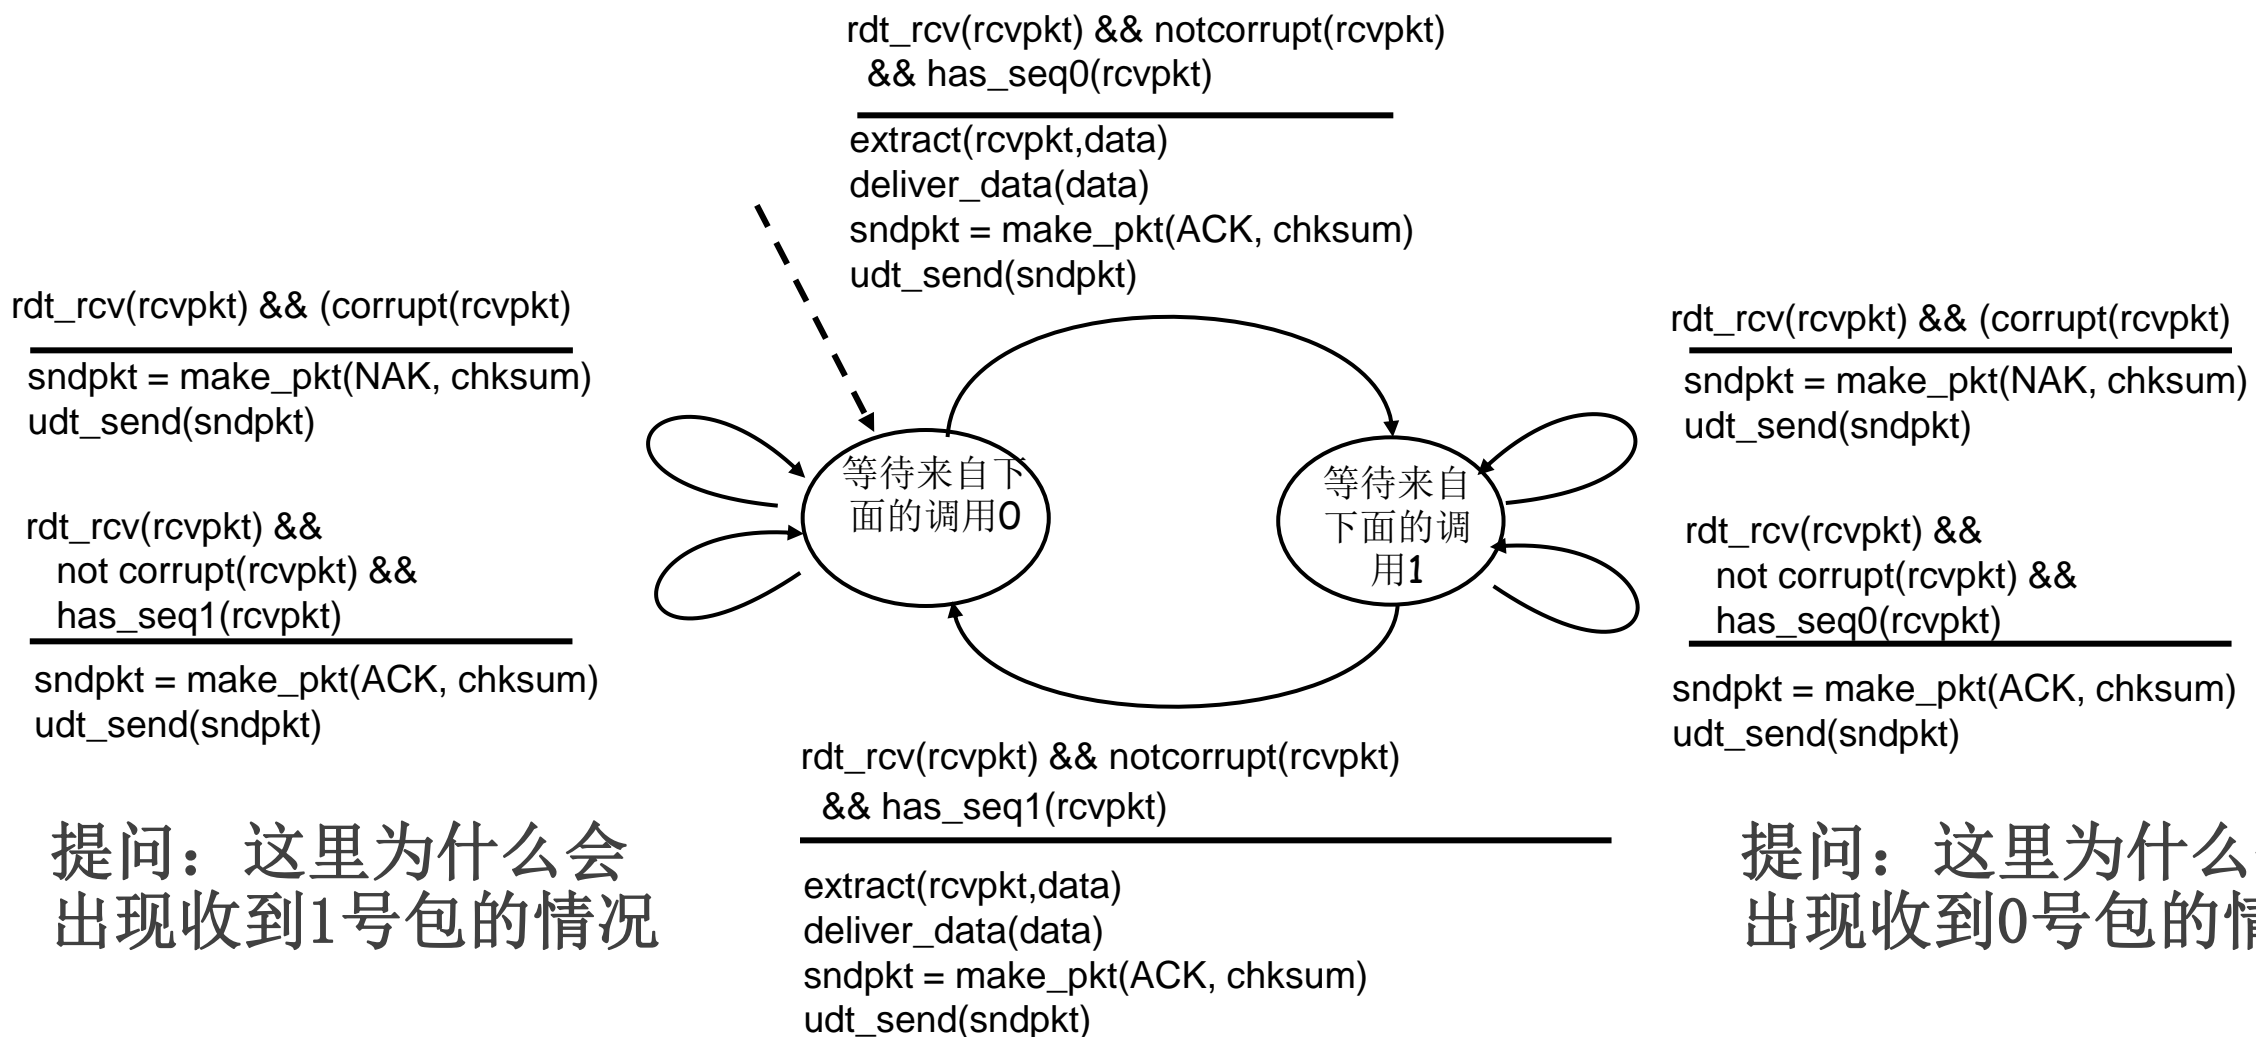 rdt_rcv(rcvpkt) && notcorrupt(rcvpkt)
&& has_seq0(rcvpkt)
extract(rcvpkt,data)
deliver_data(data)
sndpkt = make_pkt(ACK, chksum)
udt_send(sndpkt)
rdt_rcv(rcvpkt) && (corrupt(rcvpkt)
sndpkt = make_pkt(NAK, chksum)
udt_send(sndpkt)
rdt_rcv(rcvpkt) &&
not corrupt(rcvpkt) &&
has_seq1(rcvpkt)
sndpkt = make_pkt(ACK, chksum)
udt_send(sndpkt)
等待来自下
面的调用0
等待来自
下面的调
用1
rdt_rcv(rcvpkt) && (corrupt(rcvpkt)
sndpkt = make_pkt(NAK, chksum)
udt_send(sndpkt)
rdt_rcv(rcvpkt) &&
not corrupt(rcvpkt) &&
has_seq0(rcvpkt)
sndpkt = make_pkt(ACK, chksum)
udt_send(sndpkt)
rdt_rcv(rcvpkt) && notcorrupt(rcvpkt)
&& has_seq1(rcvpkt)
extract(rcvpkt,data)
deliver_data(data)
sndpkt = make_pkt(ACK, chksum)
udt_send(sndpkt)
提问：这里为什么会
出现收到1号包的情况
提问：这里为什么
出现收到0号包的